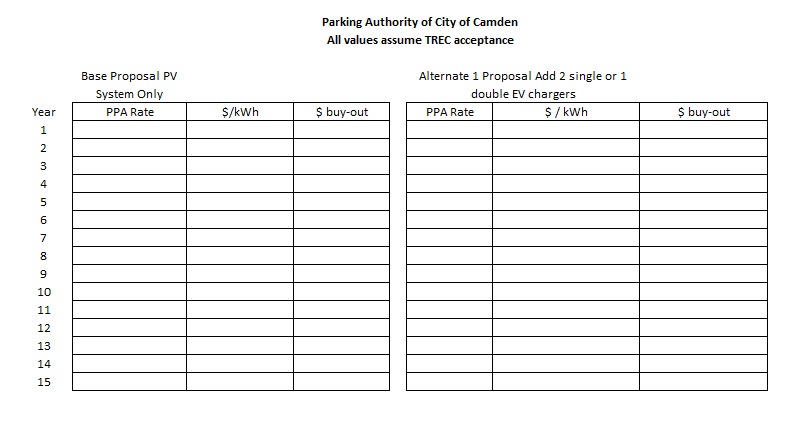 Parking Authority of City of Camden
All values assume TREC acceptance
Base Proposal PV
System Only
Alternate 1 Proposal Add 2 single or 1
double EV chargers
Year PPA Rate $/kWh $ buy-out PPA Rate $ / kWh $ buy-out
1
2
3
4
5
6
7
8
9
10
11
12
13
14
15